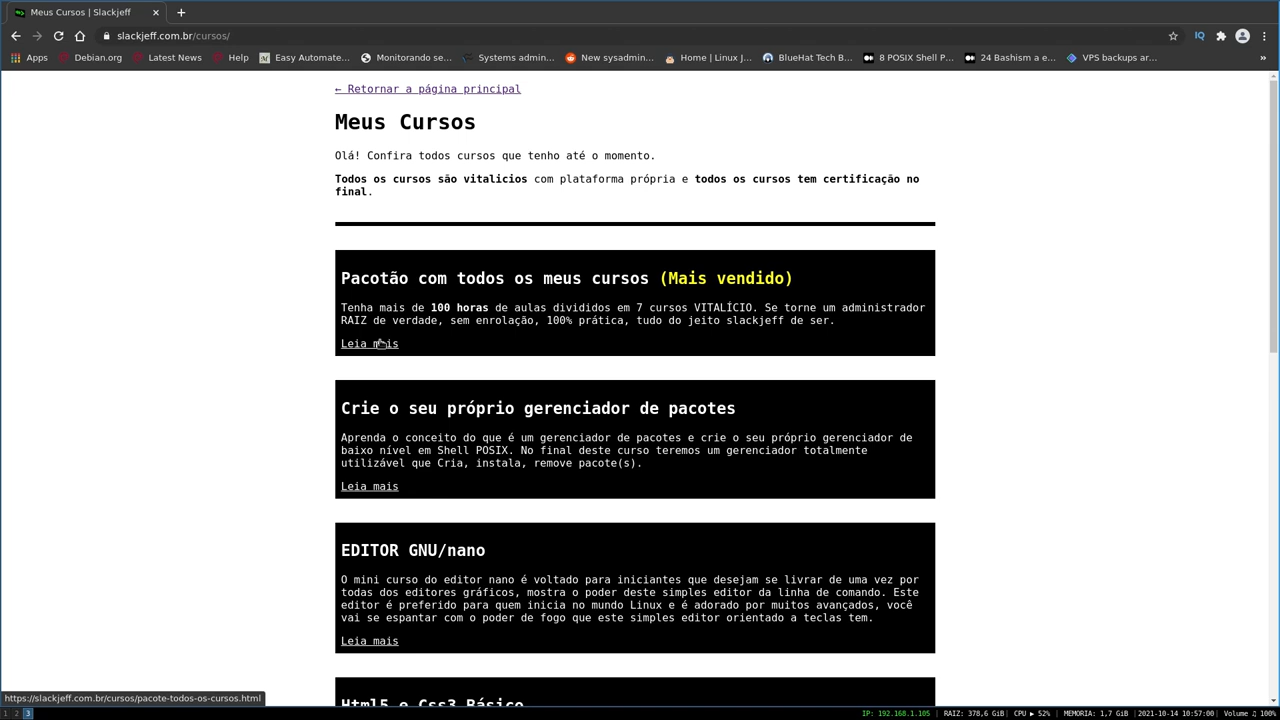 Meus Cursos | Slackjeff
slackjeff.com.br/cursos/
IQ
Apps Debian.org Latest News Help Easy Automate... Monitorando se... Systems admin... New sysadmin... Home | Linux J... BlueHat Tech B... 8 POSIX Shell P... 24 Bashism a e... VPS backups ar... »
← Retornar a página principal
Meus Cursos
Olá! Confira todos cursos que tenho até o momento.
Todos os cursos são vitalicios com plataforma própria e todos os cursos tem certificação no
final.
Pacotão com todos os meus cursos (Mais vendido)
Tenha mais de 100 horas de aulas divididos em 7 cursos VITALÍCIO. Se torne um administrador
RAIZ de verdade, sem enrolação, 100% prática, tudo do jeito slackjeff de ser.
Leia mais
Crie o seu próprio gerenciador de pacotes
Aprenda o conceito do que é um gerenciador de pacotes e crie o seu próprio gerenciador de
baixo nível em Shell POSIX. No final deste curso teremos um gerenciador totalmente
utilizável que Cria, instala, remove pacote(s).
Leia mais
EDITOR GNU/nano
O mini curso do editor nano é voltado para iniciantes que desejam se livrar de uma vez por
todas dos editores gráficos, mostra o poder deste simples editor da linha de comando. Este
editor é preferido para quem inicia no mundo Linux e é adorado por muitos avançados, você
vai se espantar com o poder de fogo que este simples editor orientado a teclas tem.
Leia mais
Html5 e Css3 Básico
https://slackjeff.com.br/cursos/pacote-todos-os-cursos.html
1 2 3 IP: 192.168.1.105 | RAIZ: 378,6 GiB | CPU ▶ 52% | MEMORIA: 1,7 GiB | 2021-10-14 10:57:00 | Volume ♫ 100%